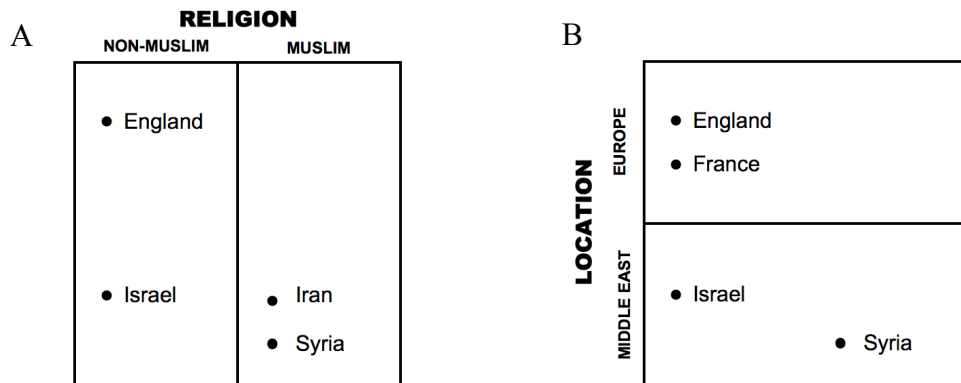 A
RELIGION
NON-MUSLIM MUSLIM
England
Israel
Iran
Syria
B
LOCATION
EUROPE
MIDDLE EAST
England
France
Israel
Syria